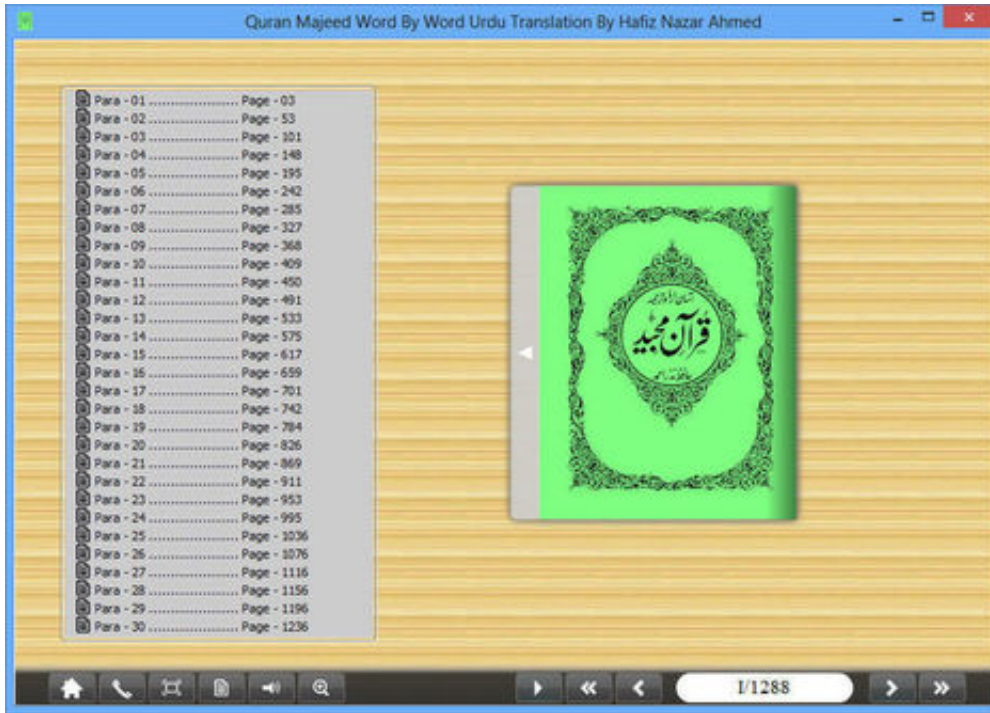 Quran Majeed Word By Word Urdu Translation By Hafiz Nazar Ahmed
Para - 01 ...................... Page - 03
Para - 02 ...................... Page - 53
Para - 03 ...................... Page - 101
Para - 04 ...................... Page - 148
Para - 05 ...................... Page - 195
Para - 06 ...................... Page - 242
Para - 07 ...................... Page - 285
Para - 08 ...................... Page - 327
Para - 09 ...................... Page - 368
Para - 10 ...................... Page - 409
Para - 11 ...................... Page - 450
Para - 12 ...................... Page - 491
Para - 13 ...................... Page - 533
Para - 14 ...................... Page - 575
Para - 15 ...................... Page - 617
Para - 16 ...................... Page - 659
Para - 17 ...................... Page - 701
Para - 18 ...................... Page - 742
Para - 19 ...................... Page - 784
Para - 20 ...................... Page - 826
Para - 21 ...................... Page - 869
Para - 22 ...................... Page - 911
Para - 23 ...................... Page - 953
Para - 24 ...................... Page - 995
Para - 25 ...................... Page - 1036
Para - 26 ...................... Page - 1076
Para - 27 ...................... Page - 1116
Para - 28 ...................... Page - 1156
Para - 29 ...................... Page - 1196
Para - 30 ...................... Page - 1236
قرآن مجید
1/1288